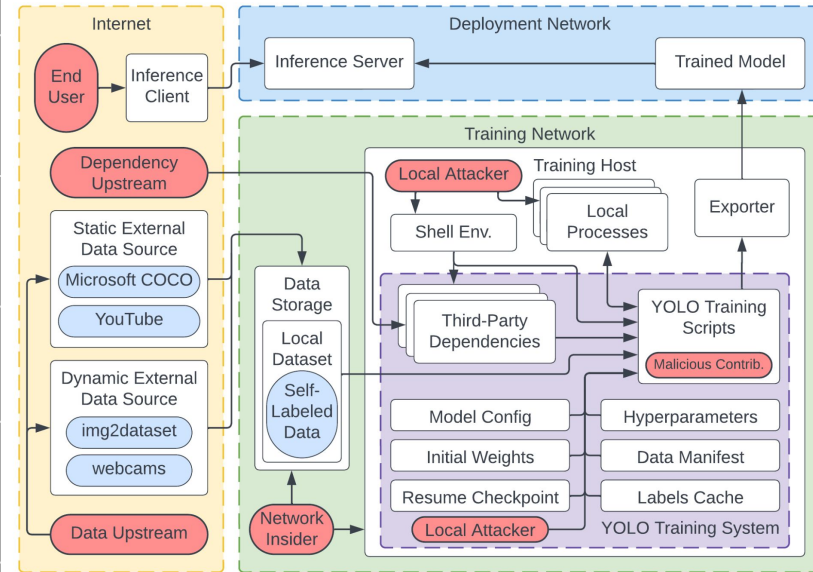 Internet
End
User
Inference
Client
Dependency
Upstream
Static External
Data Source
Microsoft COCO
YouTube
Dynamic External
Data Source
img2dataset
webcams
Data Upstream
Deployment Network
Inference Server
Trained Model
Training Network
Local Attacker
Training Host
Shell Env.
Local
Processes
Exporter
Data
Storage
Local
Dataset
Self-
Labeled
Data
Network
Insider
Third-Party
Dependencies
YOLO Training
Scripts
Malicious Contrib.
Model Config
Hyperparameters
Initial Weights
Data Manifest
Resume Checkpoint
Labels Cache
Local Attacker
YOLO Training System